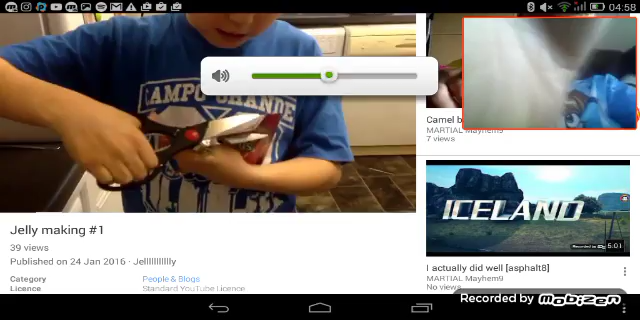 04:58
CAMPO GRANDE
Jelly making #1
39 views
Published on 24 Jan 2016 · Jelllllllllly
Category People & Blogs
Licence Standard YouTube Licence
Camel b
MARTIAL Mayhem9
7 views
ICELAND
5:01
I actually did well [asphalt8]
MARTIAL Mayhem9
No views
Recorded by Mobizen